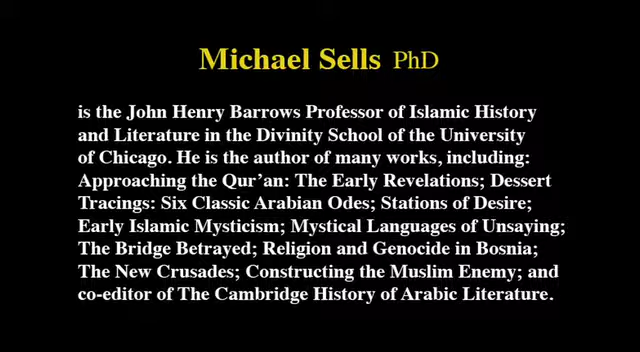 Michael Sells PhD
is the John Henry Barrows Professor of Islamic History
and Literature in the Divinity School of the University
of Chicago. He is the author of many works, including:
Approaching the Qur’an: The Early Revelations; Dessert
Tracings: Six Classic Arabian Odes; Stations of Desire;
Early Islamic Mysticism; Mystical Languages of Unsaying;
The Bridge Betrayed; Religion and Genocide in Bosnia;
The New Crusades; Constructing the Muslim Enemy; and
co-editor of The Cambridge History of Arabic Literature.